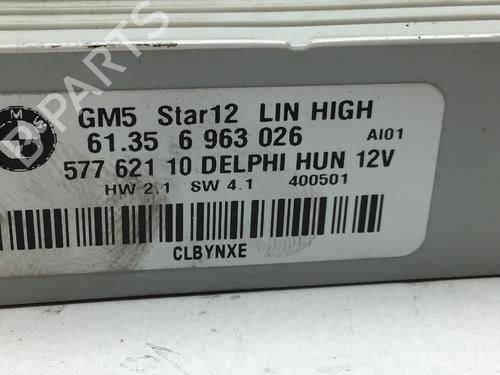 BMW
GM5 Star12 LIN HIGH
61.35 6 963 026 AI01
577 621 10 DELPHI HUN 12V
HW 2.1 SW 4.1 400501
CLBYNXE
B-PARTS